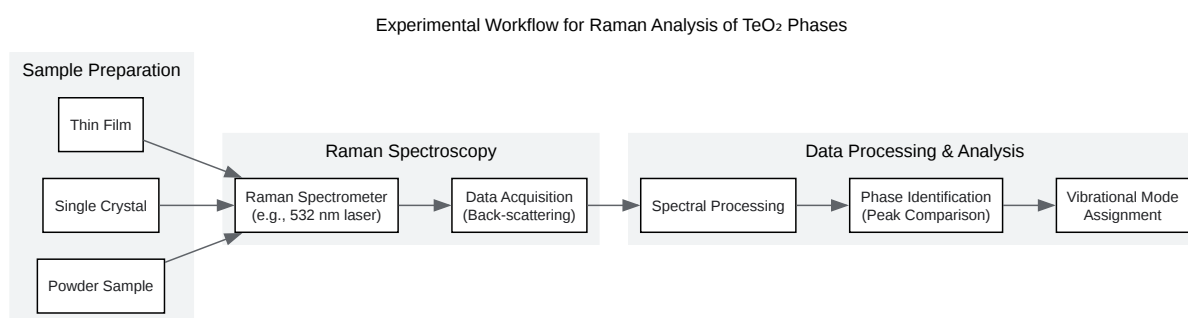 Experimental Workflow for Raman Analysis of TeO₂ Phases
Sample Preparation
Thin Film
Single Crystal
Powder Sample
Raman Spectroscopy
Raman Spectrometer
(e.g., 532 nm laser)
Data Acquisition
(Back-scattering)
Data Processing & Analysis
Spectral Processing
Phase Identification
(Peak Comparison)
Vibrational Mode
Assignment